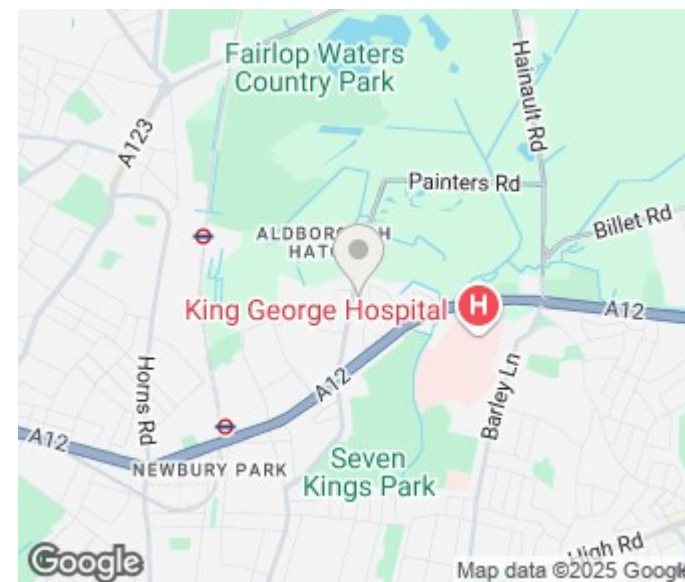 Fairlop Waters
Country Park
Hainault Rd
A123
Painters Rd
Billet Rd
HATC
King George Hospital
H
A12
A12
Horns Rd
Barley Ln
A12
NEWBURY PARK
Seven
Kings Park
High Rd
Google
Map data ©2025 Google